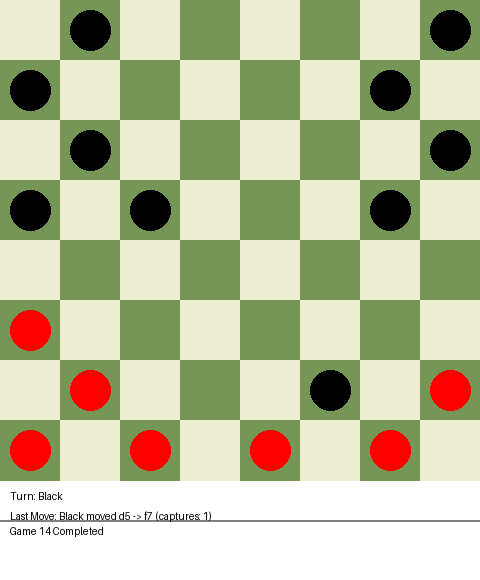 Turn: Black
Last Move: Black moved d5 -> f7 (captures: 1)
Game 14 Completed